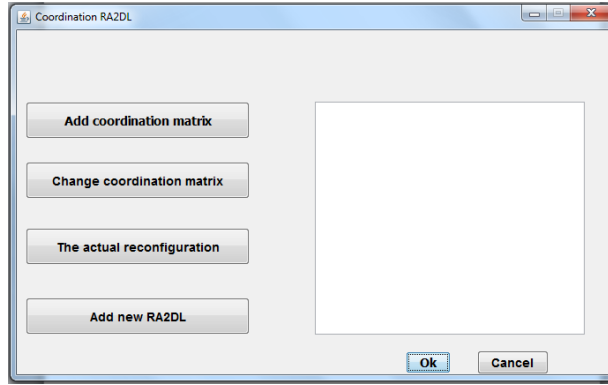 Coordination RA2DL
Add coordination matrix
Change coordination matrix
The actual reconfiguration
Add new RA2DL
Ok
Cancel